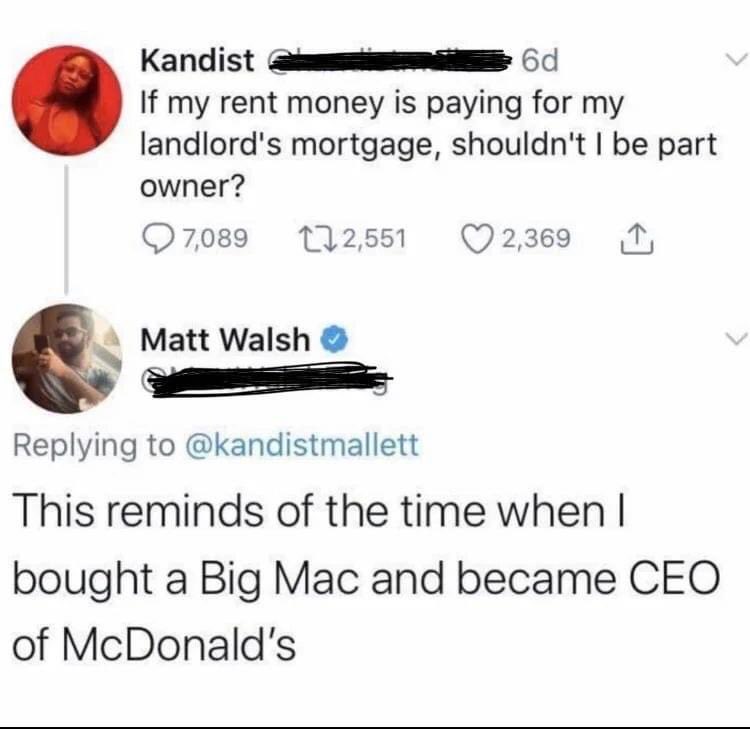 Kandist @
6d
If my rent money is paying for my
landlord's mortgage, shouldn't I be part
owner?
7,089 2,551 2,369
Matt Walsh
@
Replying to @kandistmallett
This reminds of the time when I
bought a Big Mac and became CEO
of McDonald's